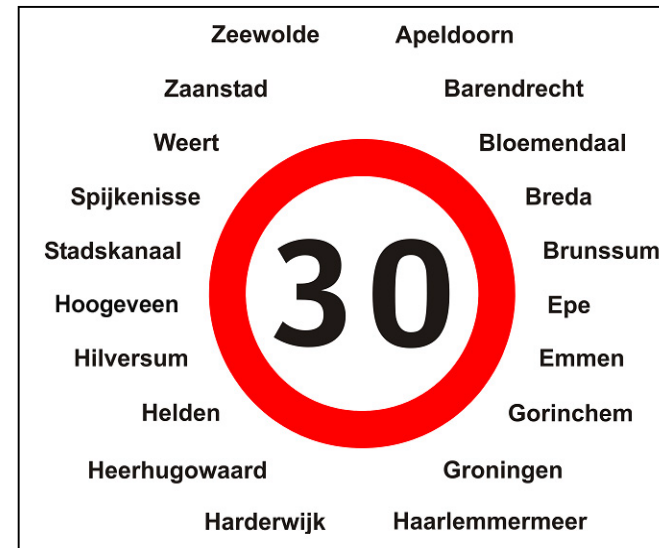 Zeewolde Apeldoorn
Zaanstad Barendrecht
Weert Bloemendaal
Spijkenisse Breda
Stadskanaal 30 Brunssum
Hoogeveen Epe
Hilversum Emmen
Helden Gorinchem
Heerhugowaard Groningen
Harderwijk Haarlemmermeer